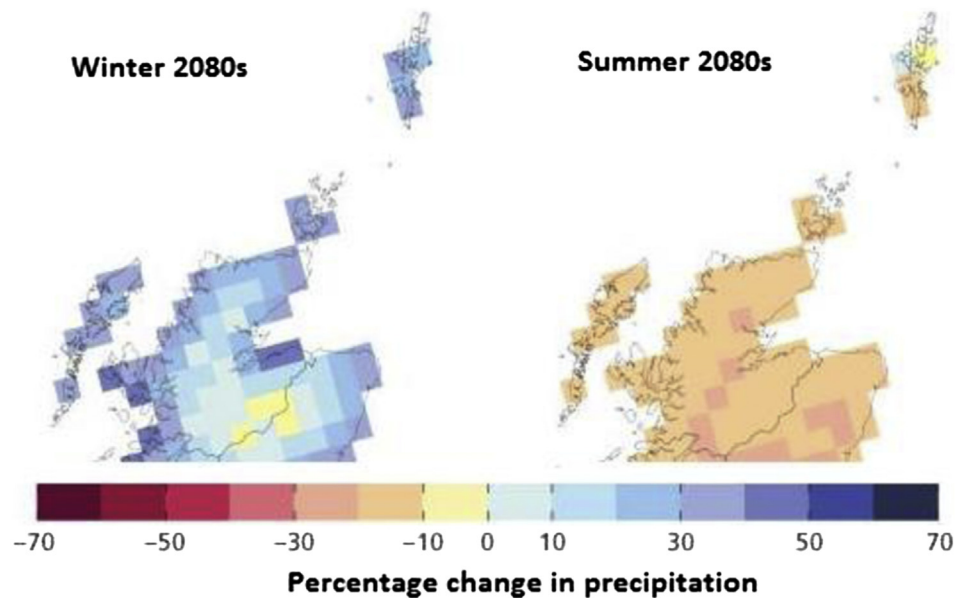 Winter 2080s
Summer 2080s
−70 −50 −30 −10 0 10 30 50 70
Percentage change in precipitation